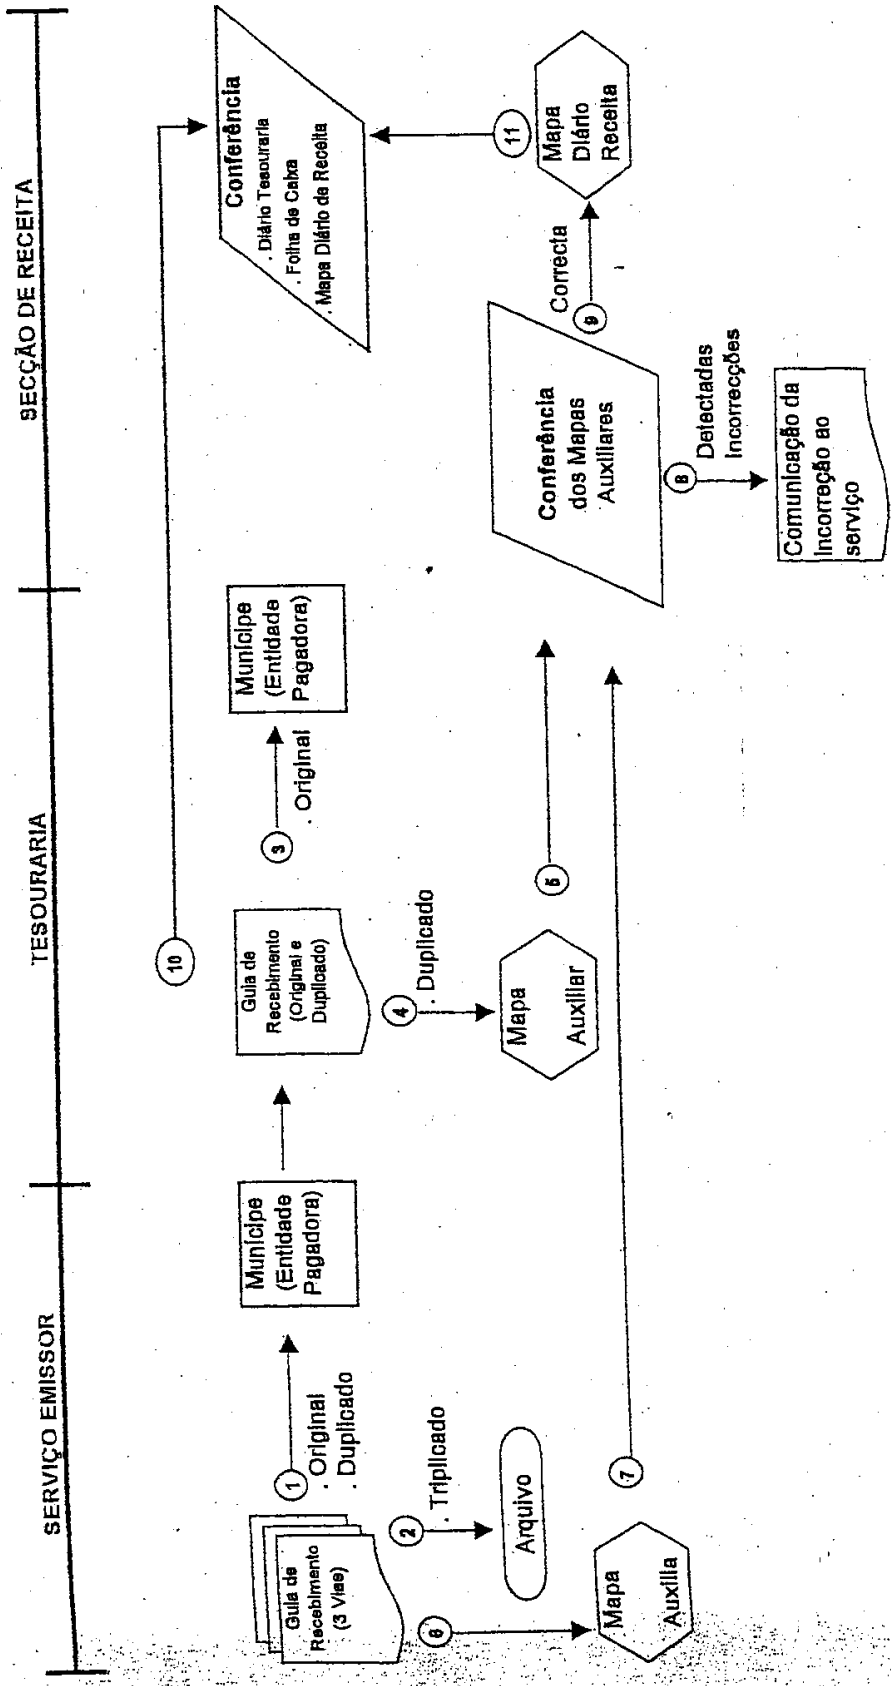 SERVIÇO EMISSOR
TESOURARIA
SECÇÃO DE RECEITA
Guia de
Recebimento
(3 Vias)
1
. Original
. Duplicado
2
. Triplicado
Arquivo
6
Mapa
Auxilia
7
Munícipe
(Entidade
Pagadora)
Guia de
Recebimento
(Original e
Duplicado)
3
. Original
Munícipe
(Entidade
Pagadora)
4
. Duplicado
Mapa
Auxiliar
5
10
Conferência
. Diário Tesouraria
. Folha de Caixa
. Mapa Diário de Receita
11
Mapa
Diário
Receita
Conferência
dos Mapas
Auxiliares
9
Correcta
8
Detectadas
Incorrecções
Comunicação da
Incorreção ao
serviço